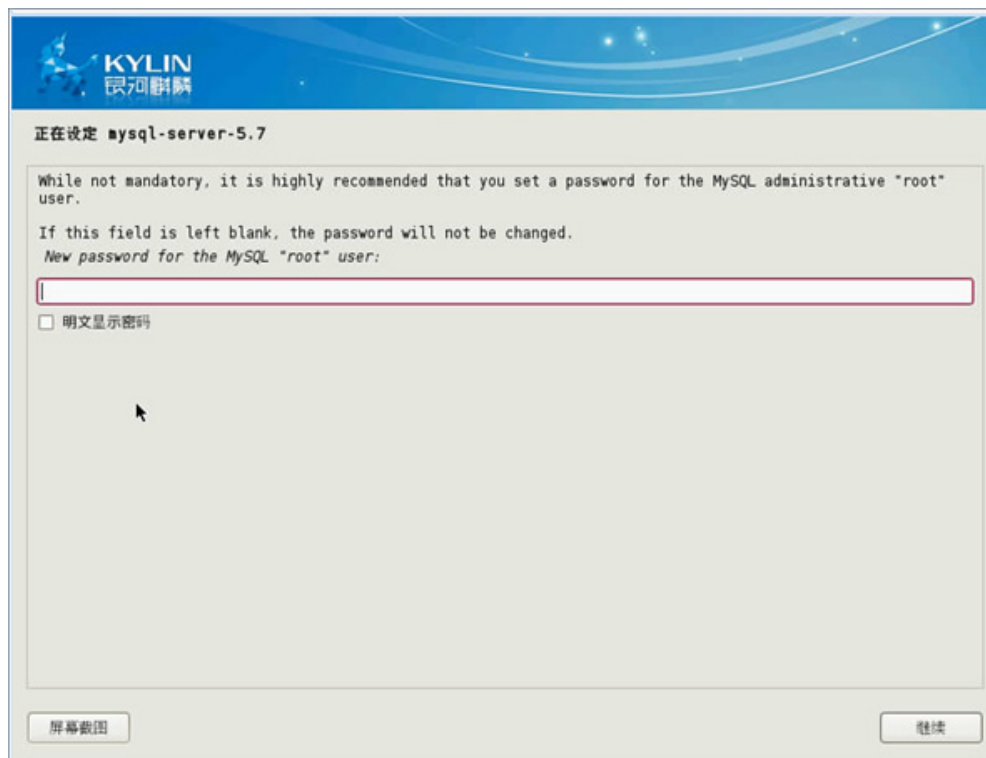 KYLIN
银河麒麟
正在设定 mysql-server-5.7
While not mandatory, it is highly recommended that you set a password for the MySQL administrative "root"
user.
If this field is left blank, the password will not be changed.
New password for the MySQL "root" user:
明文显示密码
屏幕截图
继续